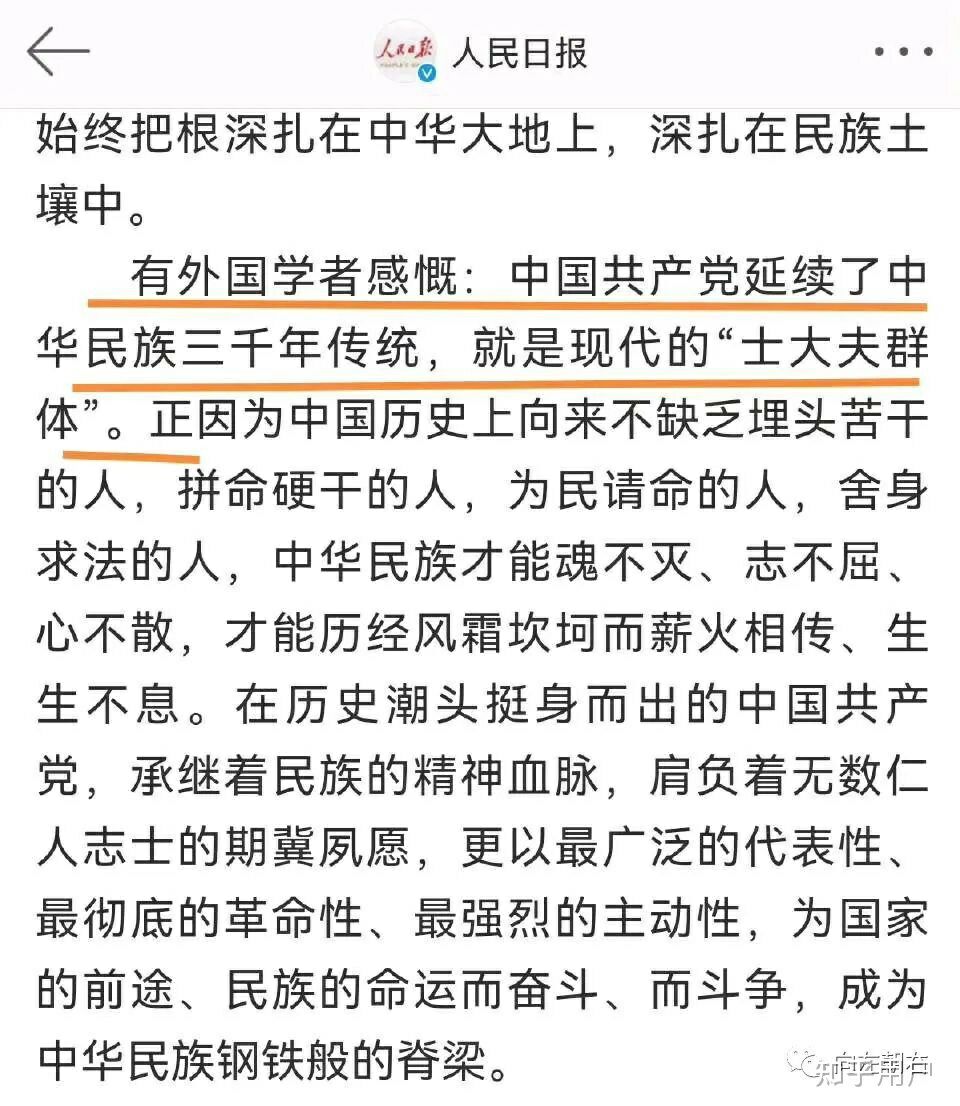 人民日报
人民日报
始终把根深扎在中华大地上，深扎在民族土
壤中。
有外国学者感慨：中国共产党延续了中
华民族三千年传统，就是现代的“士大夫群
体”。正因为中国历史上向来不缺乏埋头苦干
的人，拼命硬干的人，为民请命的人，舍身
求法的人，中华民族才能魂不灭、志不屈、
心不散，才能历经风霜坎坷而薪火相传、生
生不息。在历史潮头挺身而出的中国共产
党，承继着民族的精神血脉，肩负着无数仁
人志士的期冀夙愿，更以最广泛的代表性、
最彻底的革命性、最强烈的主动性，为国家
的前途、民族的命运而奋斗、而斗争，成为
中华民族钢铁般的脊梁。
向左朝右
知乎用户